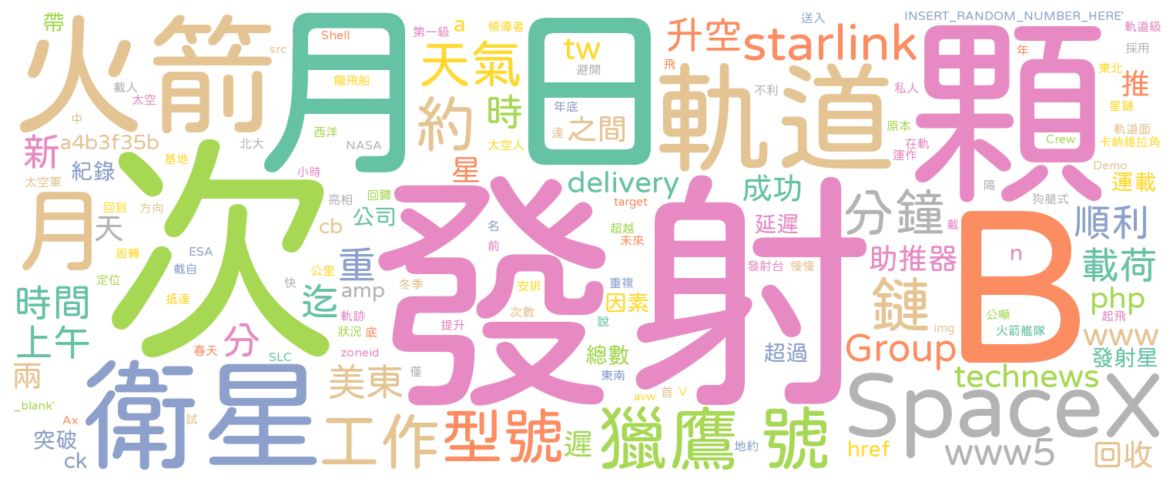 帶
火箭
src
載人
太空
中
月
Shell
龍飛船
西洋
NASA
第一級
a
領導者
天氣
約
時
太空人
日
tw
避開
年底
達
之間
送入
升空
starlink
軌道
不利
私人
原本
在軌
運作
INSERT_RANDOM_NUMBER_HERE'
顆
年
軌道級
採用
東北
推
星鏈
軌道面
卡納維拉角
Crew
飛
新
a4b3f35b
紀錄
太空軍
基地
北大
小時
星
delivery
target
成功
Demo
運載
隔
狗腿式
月
天
回到
方向
次
亮相
回歸
公司
cb
發射
名
前
超越
未來
延遲
分鐘
載
順利
周轉
ESA
截自
定位
抵達
快
公里
重
amp
冬季
安排
重複
因素
發射台
慢慢
助推器
n
B
載荷
時間
上午
迄
軌跡
狀況
底
提升
次數
說
鏈
img
公噸
起飛
php
www
火箭艦隊
春天
分
SLC
zoneid
總數
東南
超過
Group
發射星
兩
衛星
美東
僅
首
V
avw
SpaceX
technews
_blank'
Ax
試
突破
ck
工作
型號
遲
獵鷹
地約
號
href
www5
回收